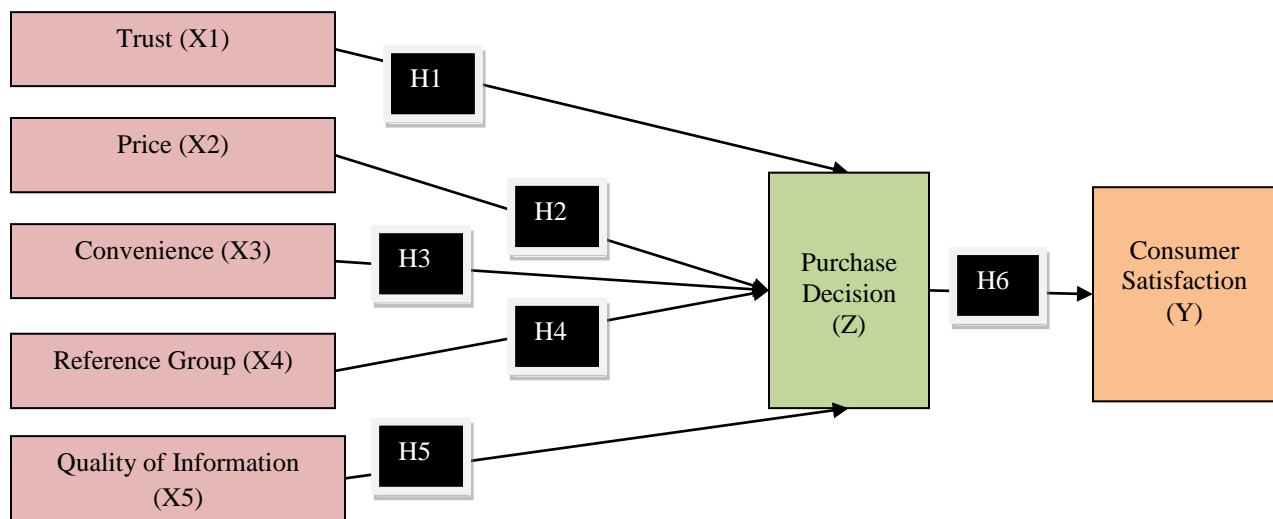 Trust (X1)
H1
Price (X2)
H2
Convenience (X3)
H3
Reference Group (X4)
H4
Quality of Information
(X5)
H5
Purchase
Decision
(Z)
H6
Consumer
Satisfaction
(Y)